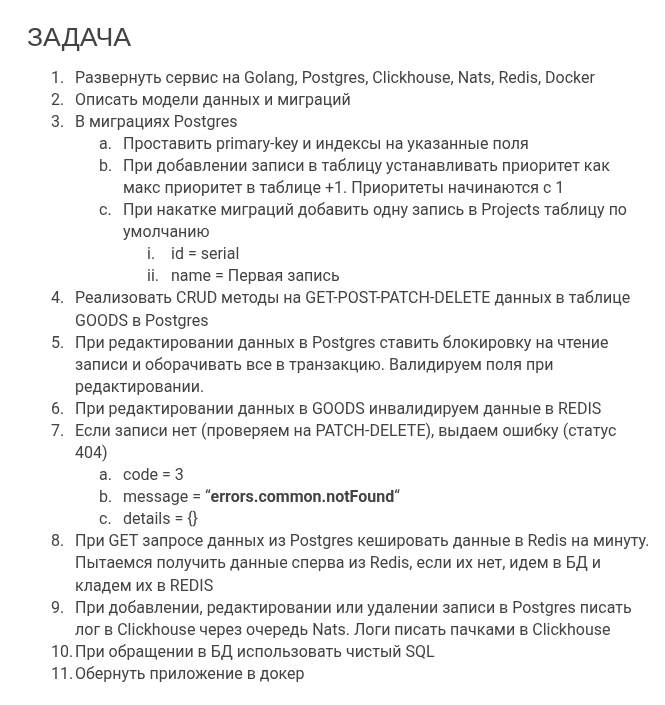 ЗАДАЧА
1. Развернуть сервис на Golang, Postgres, Clickhouse, Nats, Redis, Docker
2. Описать модели данных и миграций
3. В миграциях Postgres
a. Проставить primary-key и индексы на указанные поля
b. При добавлении записи в таблицу устанавливать приоритет как
макс приоритет в таблице +1. Приоритеты начинаются с 1
c. При накатке миграций добавить одну запись в Projects таблицу по
умолчанию
i. id = serial
ii. name = Первая запись
4. Реализовать CRUD методы на GET-POST-PATCH-DELETE данных в таблице
GOODS в Postgres
5. При редактировании данных в Postgres ставить блокировку на чтение
записи и оборачивать все в транзакцию. Валидируем поля при
редактировании.
6. При редактировании данных в GOODS инвалидируем данные в REDIS
7. Если записи нет (проверяем на PATCH-DELETE), выдаем ошибку (статус
404)
a. code = 3
b. message = “errors.common.notFound“
c. details = {}
8. При GET запросе данных из Postgres кешировать данные в Redis на минуту.
Пытаемся получить данные сперва из Redis, если их нет, идем в БД и
кладем их в REDIS
9. При добавлении, редактировании или удалении записи в Postgres писать
лог в Clickhouse через очередь Nats. Логи писать пачками в Clickhouse
10. При обращении в БД использовать чистый SQL
11. Обернуть приложение в докер